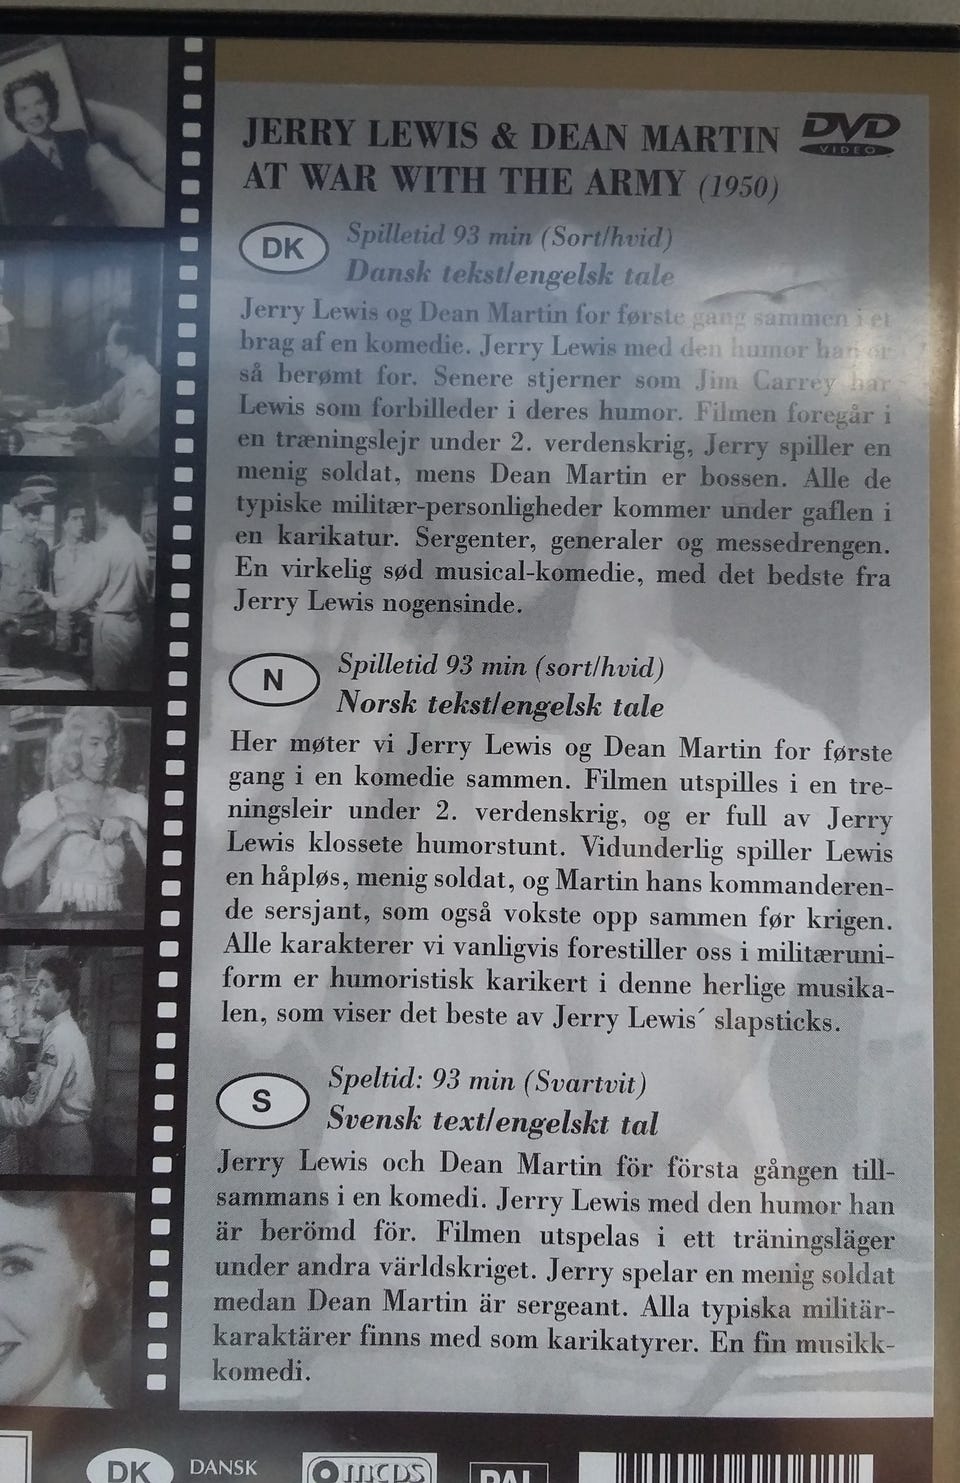 JERRY LEWIS & DEAN MARTIN
AT WAR WITH THE ARMY (1950)
DVD
VIDEO
DK
Spilletid 93 min (Sort/hvid)
Dansk tekst/engelsk tale
Jerry Lewis og Dean Martin for første gang sammen i et
brag af en komedie. Jerry Lewis med den humor han er
så berømt for. Senere stjerner som Jim Carrey har
Lewis som forbilleder i deres humor. Filmen foregår i
en træningslejr under 2. verdenskrig, Jerry spiller en
menig soldat, mens Dean Martin er bossen. Alle de
typiske militær-personligheder kommer under gaflen i
en karikatur. Sergenter, generaler og messedrengen.
En virkelig sød musical-komedie, med det bedste fra
Jerry Lewis nogensinde.
N
Spilletid 93 min (sort/hvid)
Norsk tekst/engelsk tale
Her møter vi Jerry Lewis og Dean Martin for første
gang i en komedie sammen. Filmen utspilles i en tre-
ningsleir under 2. verdenskrig, og er full av Jerry
Lewis klossete humorstunt. Vidunderlig spiller Lewis
en håpløs, menig soldat, og Martin hans kommanderen-
de sersjant, som også vokste opp sammen før krigen.
Alle karakterer vi vanligvis forestiller oss i militæruni-
form er humoristisk karikert i denne herlige musika-
len, som viser det beste av Jerry Lewis´ slapsticks.
S
Speltid: 93 min (Svartvit)
Svensk text/engelskt tal
Jerry Lewis och Dean Martin för första gången till-
sammans i en komedi. Jerry Lewis med den humor han
är berömd för. Filmen utspelas i ett träningsläger
under andra världskriget. Jerry spelar en menig soldat
medan Dean Martin är sergeant. Alla typiska militär-
karaktärer finns med som karikatyrer. En fin musikk-
komedi.
DK
DANSK
mcps
PAL